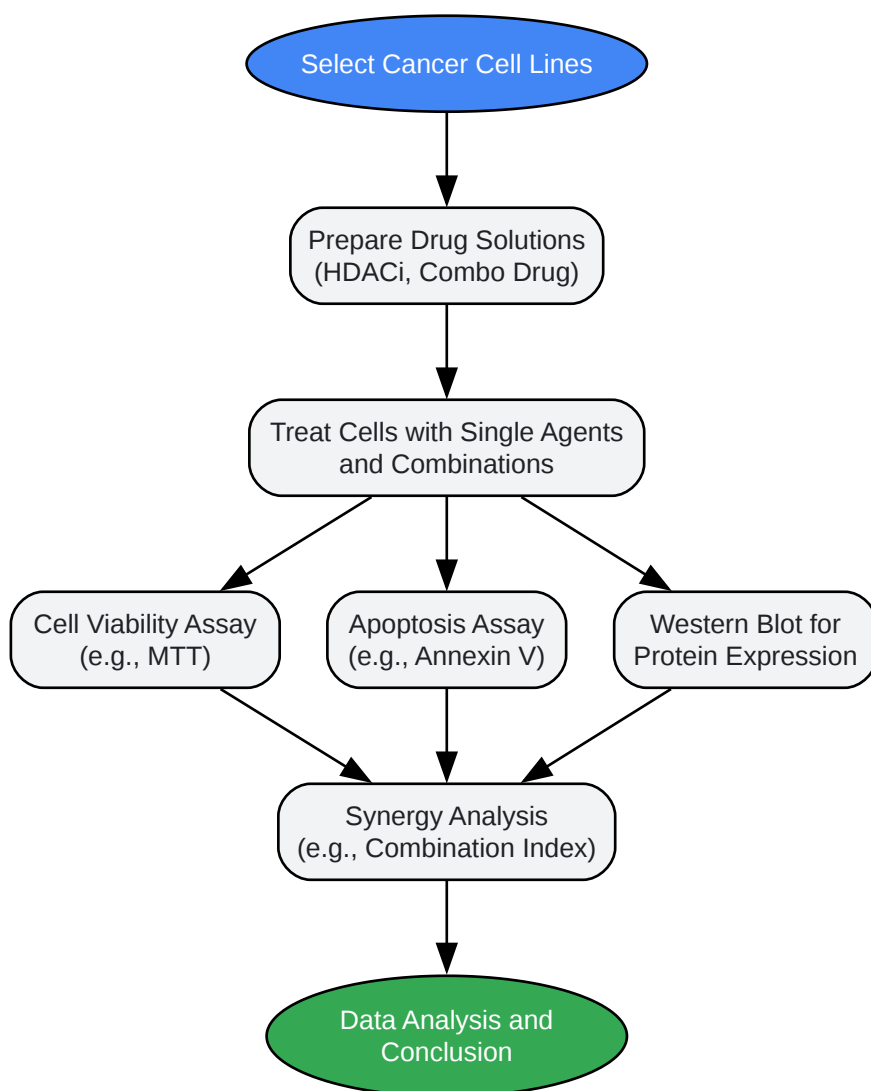 Select Cancer Cell Lines
Prepare Drug Solutions
(HDACi, Combo Drug)
Treat Cells with Single Agents
and Combinations
Cell Viability Assay
(e.g., MTT)
Apoptosis Assay
(e.g., Annexin V)
Western Blot for
Protein Expression
Synergy Analysis
(e.g., Combination Index)
Data Analysis and
Conclusion